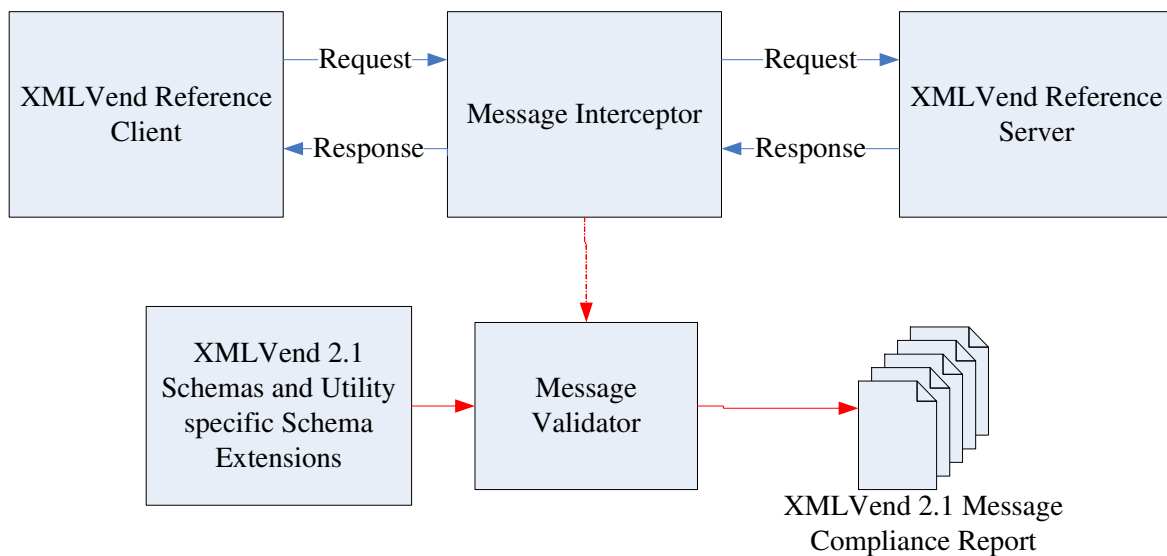 XMLVend Reference
Client
Request
Response
Message Interceptor
Request
Response
XMLVend Reference
Server
XMLVend 2.1
Schemas and Utility
specific Schema
Extensions
Message
Validator
XMLVend 2.1 Message
Compliance Report